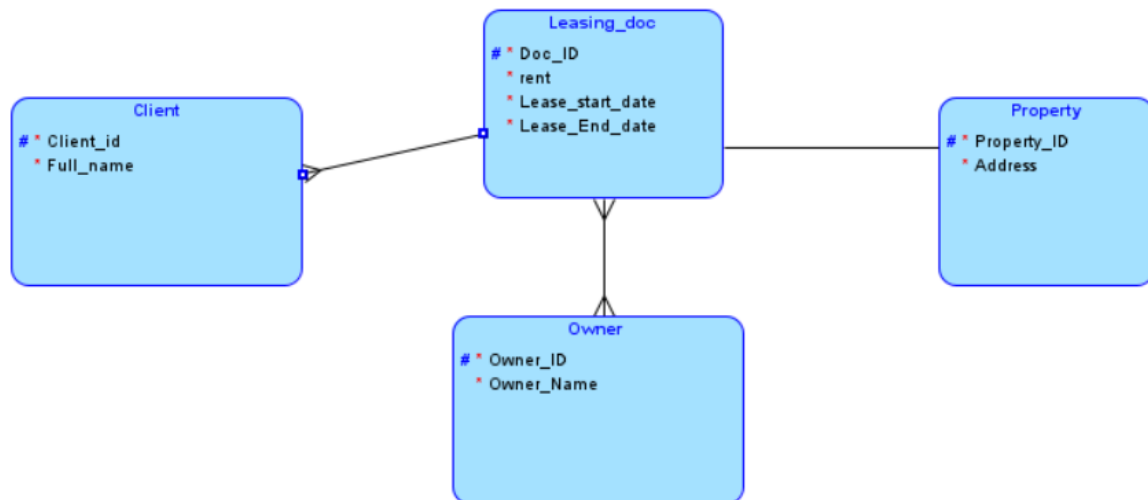 Leasing_doc
# * Doc_ID
* rent
* Lease_start_date
* Lease_End_date
Client
# * Client_id
* Full_name
Property
# * Property_ID
* Address
Owner
# * Owner_ID
* Owner_Name